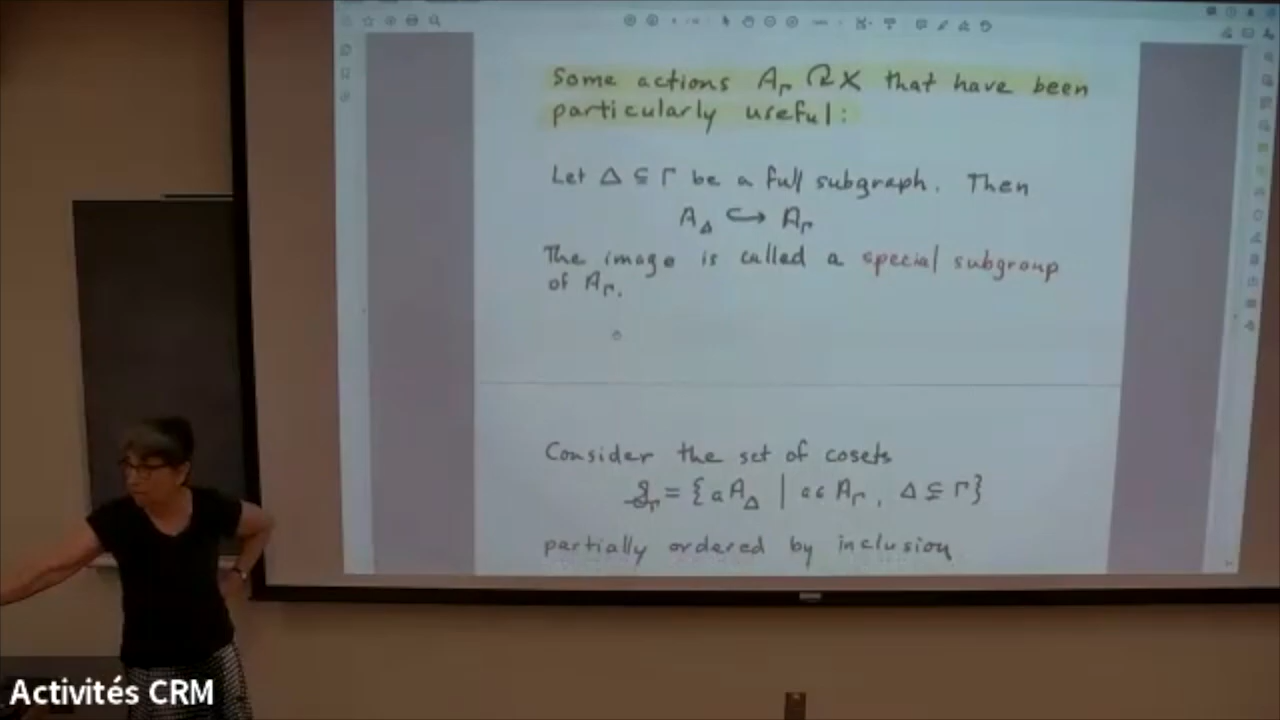 Some actions A_Γ ↷ X that have been
particularly useful:
Let Δ ⊆ Γ be a full subgraph. Then
A_Δ ↪ A_Γ
The image is called a special subgroup
of A_Γ.
Consider the set of cosets
𝒮_Γ = {aA_Δ | a ∈ A_Γ, Δ ⊆ Γ}
partially ordered by inclusion
Activités CRM